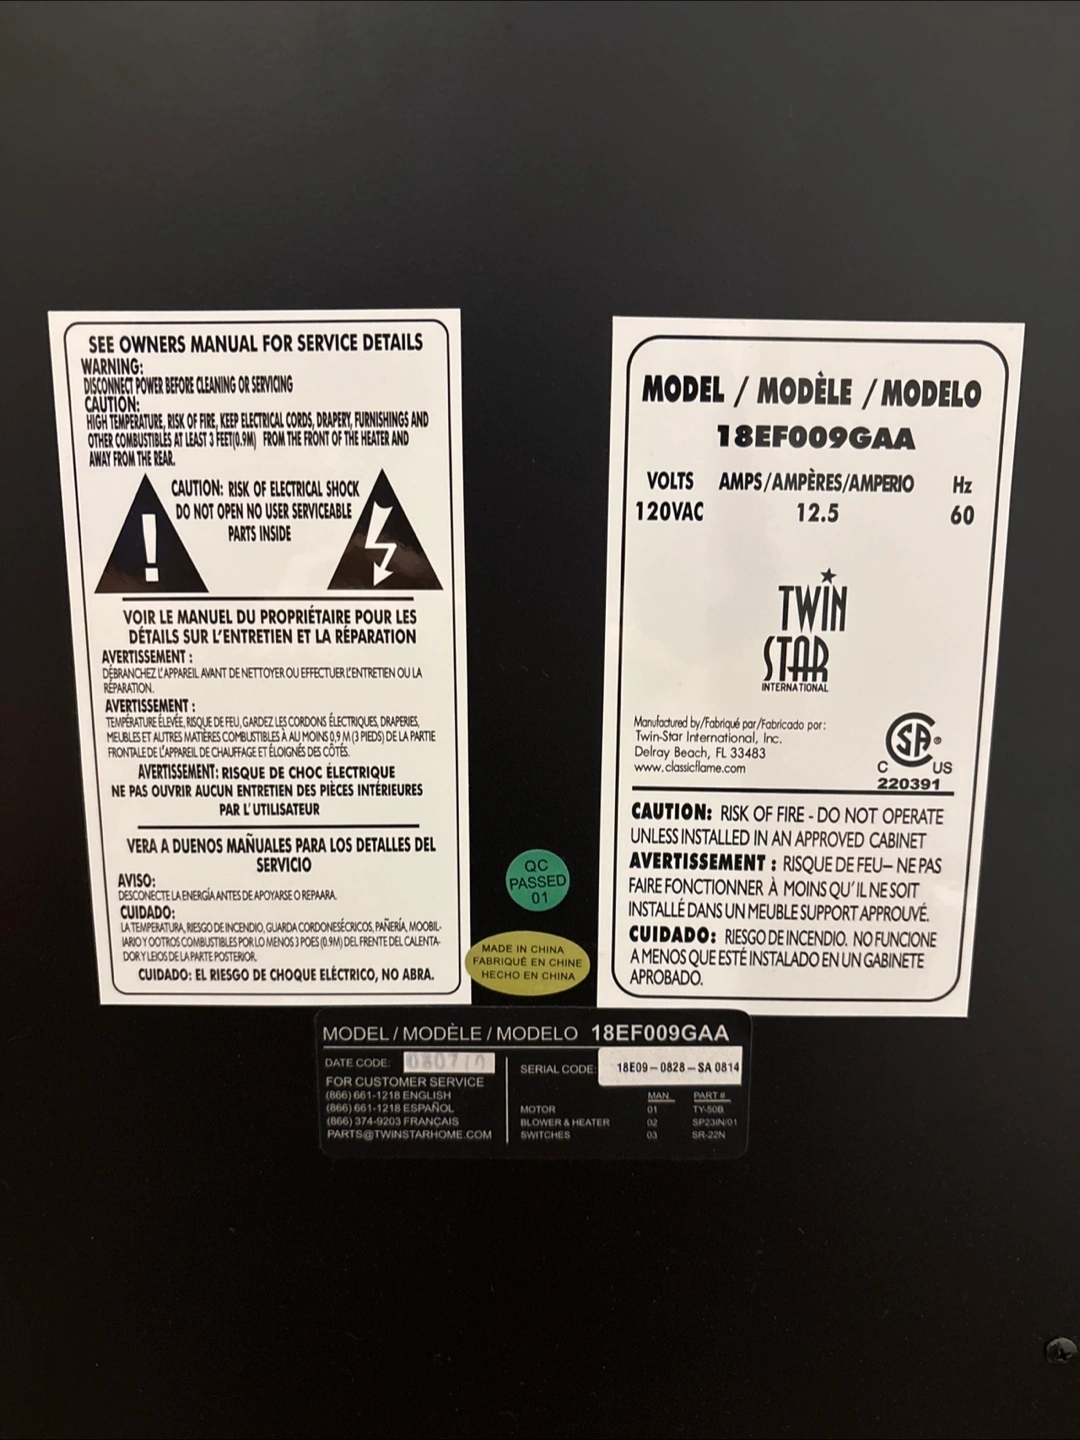 SEE OWNERS MANUAL FOR SERVICE DETAILS
WARNING:
DISCONNECT POWER BEFORE CLEANING OR SERVICING
CAUTION:
HIGH TEMPERATURE, RISK OF FIRE, KEEP ELECTRICAL CORDS, DRAPERY, FURNISHINGS AND
OTHER COMBUSTIBLES AT LEAST 3 FEET(0.9M) FROM THE FRONT OF THE HEATER AND
AWAY FROM THE REAR.
CAUTION: RISK OF ELECTRICAL SHOCK
DO NOT OPEN NO USER SERVICEABLE
PARTS INSIDE
VOIR LE MANUEL DU PROPRIÉTAIRE POUR LES
DÉTAILS SUR L'ENTRETIEN ET LA RÉPARATION
AVERTISSEMENT :
DÉBRANCHEZ L'APPAREIL AVANT DE NETTOYER OU EFFECTUER L'ENTRETIEN OU LA
RÉPARATION.
AVERTISSEMENT :
TEMPÉRATURE ÉLEVÉE, RISQUE DE FEU, GARDEZ LES CORDONS ÉLECTRIQUES, DRAPERIES,
MEUBLES ET AUTRES MATIÈRES COMBUSTIBLES À AU MOINS 0,9 M (3 PIEDS) DE LA PARTIE
FRONTALE DE L'APPAREIL DE CHAUFFAGE ET ÉLOIGNÉS DES CÔTÉS.
AVERTISSEMENT: RISQUE DE CHOC ÉLECTRIQUE
NE PAS OUVRIR AUCUN ENTRETIEN DES PIÈCES INTÉRIEURES
PAR L'UTILISATEUR
VERA A DUENOS MAÑUALES PARA LOS DETALLES DEL
SERVICIO
AVISO:
DESCONECTE LA ENERGÍA ANTES DE APOYARSE O REPAARA.
CUIDADO:
LA TEMPERATURA, RIESGO DE INCENDIO, GUARDA CORDONESÉCRICOS, PAÑERÍA, MOOBIL-
IARIO Y OOTROS COMBUSTIBLES POR LO MENOS 3 POES (0.9M) DEL FRENTE DEL CALENTA-
DOR Y LEJOS DE LA PARTE POSTERIOR.
CUIDADO: EL RIESGO DE CHOQUE ELÉCTRICO, NO ABRA.
MODEL / MODÈLE / MODELO
18EF009GAA
VOLTS AMPS/AMPÈRES/AMPERIO Hz
120VAC 12.5 60
TWIN
STAR
INTERNATIONAL
Manufactured by/Fabriqué par/Fabricado por:
Twin-Star International, Inc.
Delray Beach, FL 33483
www.classicflame.com
SA ®
C US
220391
CAUTION: RISK OF FIRE - DO NOT OPERATE
UNLESS INSTALLED IN AN APPROVED CABINET
AVERTISSEMENT : RISQUE DE FEU– NE PAS
FAIRE FONCTIONNER À MOINS QU'IL NE SOIT
INSTALLÉ DANS UN MEUBLE SUPPORT APPROUVÉ.
CUIDADO: RIESGO DE INCENDIO. NO FUNCIONE
A MENOS QUE ESTÉ INSTALADO EN UN GABINETE
APROBADO.
QC
PASSED
01
MADE IN CHINA
FABRIQUÉ EN CHINE
HECHO EN CHINA
MODEL / MODÈLE / MODELO 18EF009GAA
DATE CODE:
FOR CUSTOMER SERVICE
(866) 661-1218 ENGLISH
(866) 661-1218 ESPAÑOL
(866) 374-9203 FRANÇAIS
PARTS@TWINSTARHOME.COM
SERIAL CODE: 18E09 – 0828 – SA 0814
MAN. PART #
MOTOR 01 TY-50B
BLOWER & HEATER 02 SP23IN/01
SWITCHES 03 SR-22N